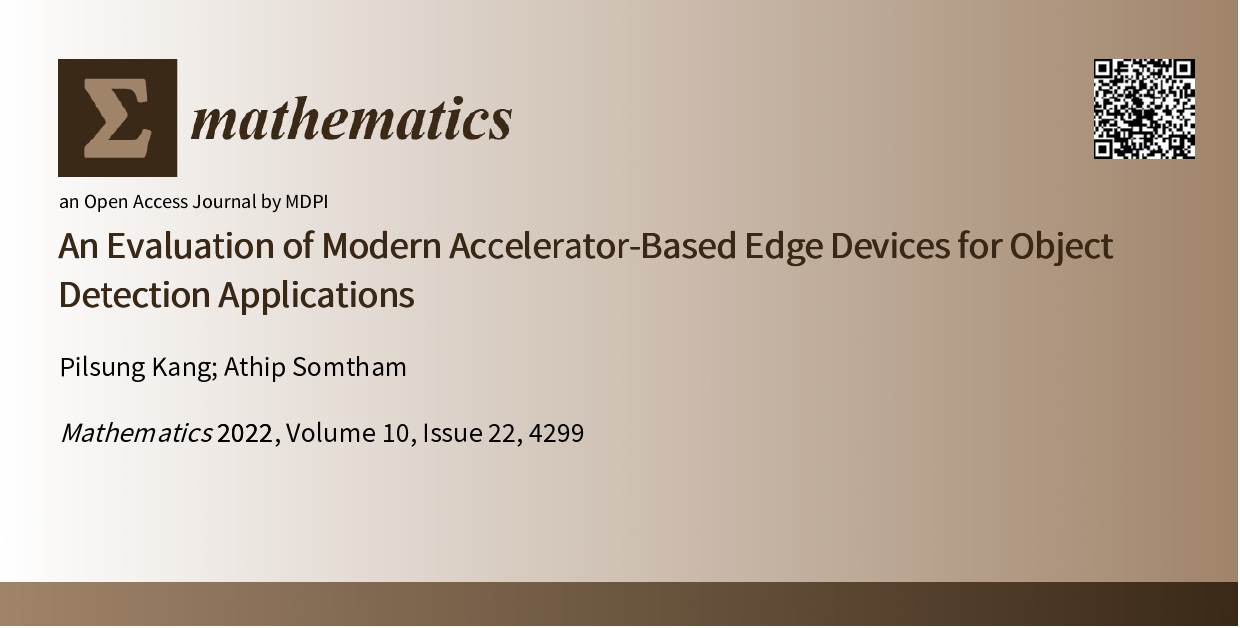 Σ mathematics
an Open Access Journal by MDPI
An Evaluation of Modern Accelerator-Based Edge Devices for Object
Detection Applications
Pilsung Kang; Athip Somtham
Mathematics 2022, Volume 10, Issue 22, 4299